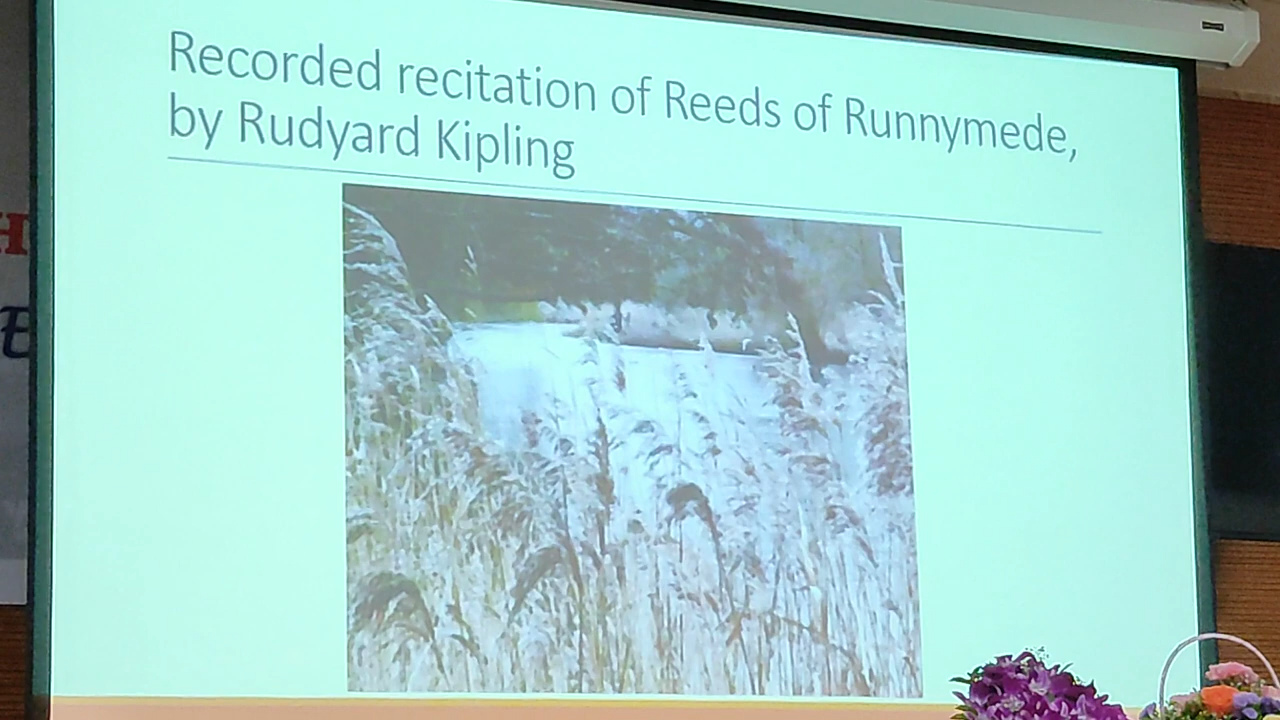 Recorded recitation of Reeds of Runnymede,
by Rudyard Kipling